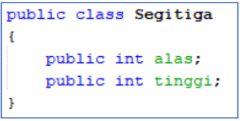 public class Segitiga
{
public int alas;
public int tinggi;
}